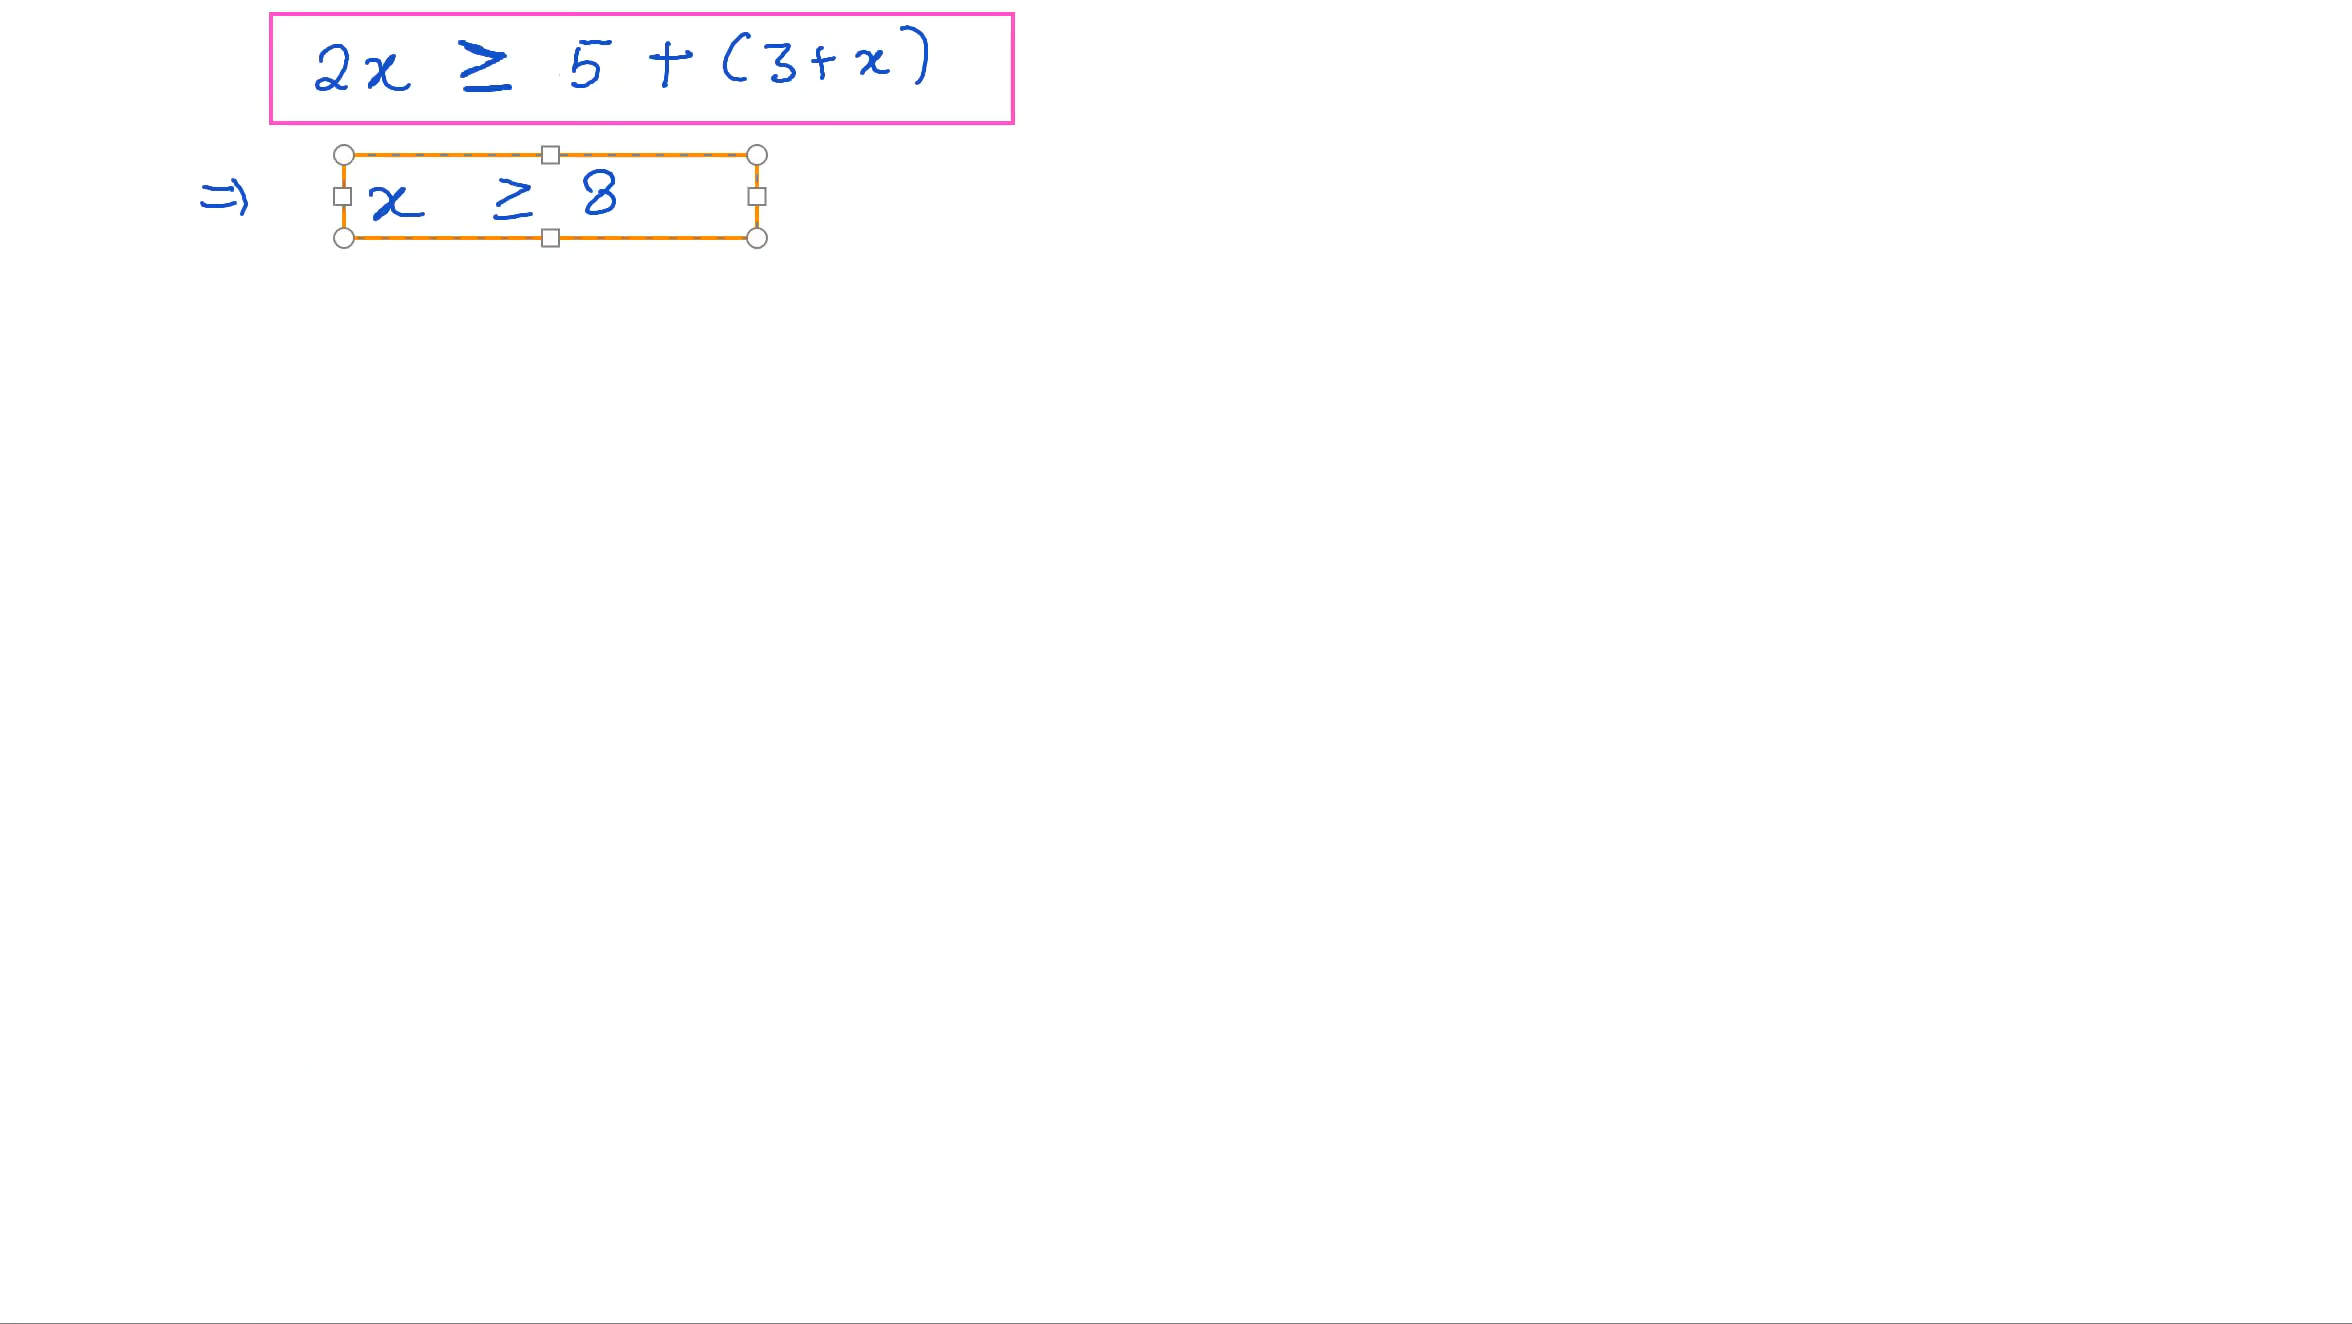 2x ≥ 5 + (3 + x)
⇒ x ≥ 8